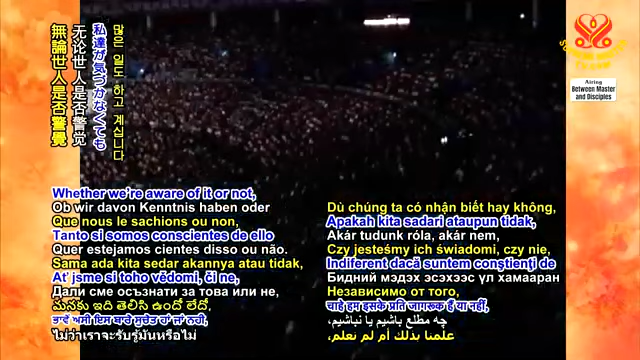 無論世人是否警覺
无论世人是否警觉
私達が気づかなくても
많은 일도 하고 계십니다
Airing
Between Master
and Disciples
Whether we're aware of it or not,
Ob wir davon Kenntnis haben oder
Que nous le sachions ou non,
Tanto si somos conscientes de ello
Quer estejamos cientes disso ou não.
Sama ada kita sedar akannya atau tidak,
Ať jsme si toho vědomi, či ne,
Дали сме осъзнати за това или не,
మనకు ఇది తెలిసి ఉందో లేదో,
ਭਾਵੇਂ ਅਸੀਂ ਇਸ ਬਾਰੇ ਸੁਚੇਤ ਹਾਂ ਜਾਂ ਨਹੀਂ,
ไม่ว่าเราจะรับรู้มันหรือไม่
Dù chúng ta có nhận biết hay không,
Apakah kita sadari ataupun tidak,
Akár tudunk róla, akár nem,
Czy jesteśmy ich świadomi, czy nie,
Indiferent dacă suntem conştienţi de
Бидний мэдэх эсэхээс үл хамааран
Независимо от того,
चाहे हम इसके प्रति जागरूक हैं या नहीं,
چه مطلع باشیم یا نباشیم،
علمنا بذلك أم لم نعلم،